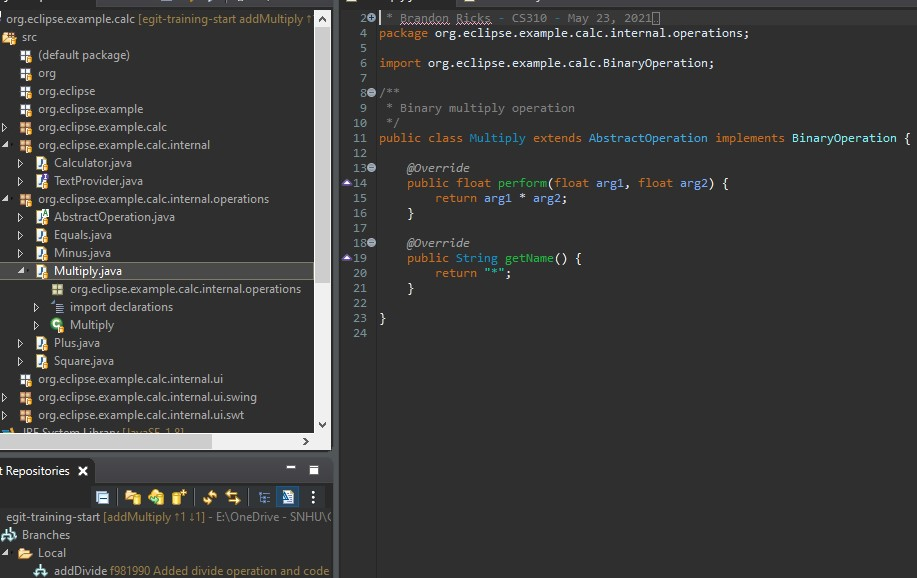 org.eclipse.example.calc [egit-training-start addMultiply ↑
src
(default package)
org
org.eclipse
org.eclipse.example
org.eclipse.example.calc
org.eclipse.example.calc.internal
Calculator.java
TextProvider.java
org.eclipse.example.calc.internal.operations
AbstractOperation.java
Equals.java
Minus.java
Multiply.java
org.eclipse.example.calc.internal.operations
import declarations
Multiply
Plus.java
Square.java
org.eclipse.example.calc.internal.ui
org.eclipse.example.calc.internal.ui.swing
org.eclipse.example.calc.internal.ui.swt
JRE System Library [JavaSE-1.8]
t Repositories
egit-training-start [addMultiply ↑1 ↓1] - E:\OneDrive - SNHU\
Branches
Local
addDivide f981990 Added divide operation and code
2 * Brandon Ricks - CS310 - May 23, 2021
4 package org.eclipse.example.calc.internal.operations;
5
6 import org.eclipse.example.calc.BinaryOperation;
7
8 /**
9 * Binary multiply operation
10 */
11 public class Multiply extends AbstractOperation implements BinaryOperation {
12
13 @Override
14 public float perform(float arg1, float arg2) {
15 return arg1 * arg2;
16 }
17
18 @Override
19 public String getName() {
20 return "*";
21 }
22
23 }
24